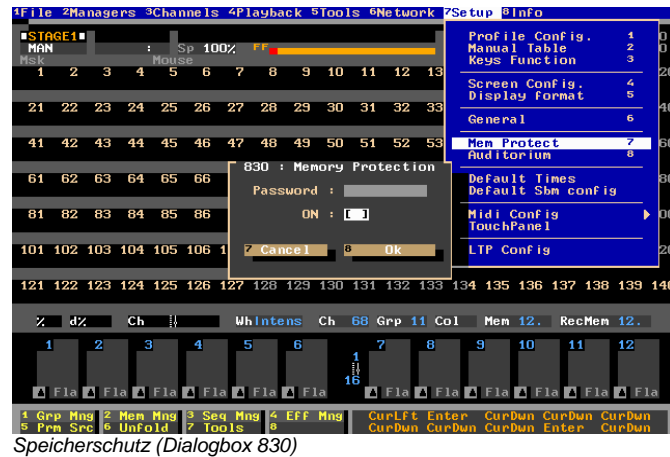 1File 2Managers 3Channels 4Playback 5Tools 6Network 7Setup 8Info
STAGE1
MAN : Sp 100% FF
Msk Mouse
1 2 3 4 5 6 7 8 9 10 11 12 13
21 22 23 24 25 26 27 28 29 30 31 32 33
41 42 43 44 45 46 47 48 49 50 51 52 53
61 62 63 64 65 66
81 82 83 84 85 86
101 102 103 104 105 106 1
121 122 123 124 125 126 127 128 129 130 131 132 133 134 135 136 137 138 139 14
Profile Config. 1
Manual Table 2
Keys Function 3
Screen Config. 4
Display format 5
General 6
Mem Protect 7
Auditorium 8
Default Times
Default Sbm config
Midi Config
TouchPanel
LTP Config
830 : Memory Protection
Password :
ON : [ ]
7 Cancel 8 Ok
% d% Ch WhIntens Ch 68 Grp 11 Col Mem 12. RecMem 12.
1 2 3 4 5 6 7 8 9 10 11 12
1
16
Fla Fla Fla Fla Fla Fla Fla Fla Fla Fla Fla Fla
1 Grp Mng 2 Mem Mng 3 Seq Mng 4 Eff Mng CurLft Enter CurDwn CurDwn CurDwn
5 Prm Src 6 Unfold 7 Tools 8 CurDwn CurDwn CurDwn Enter CurDwn
Speicherschutz (Dialogbox 830)